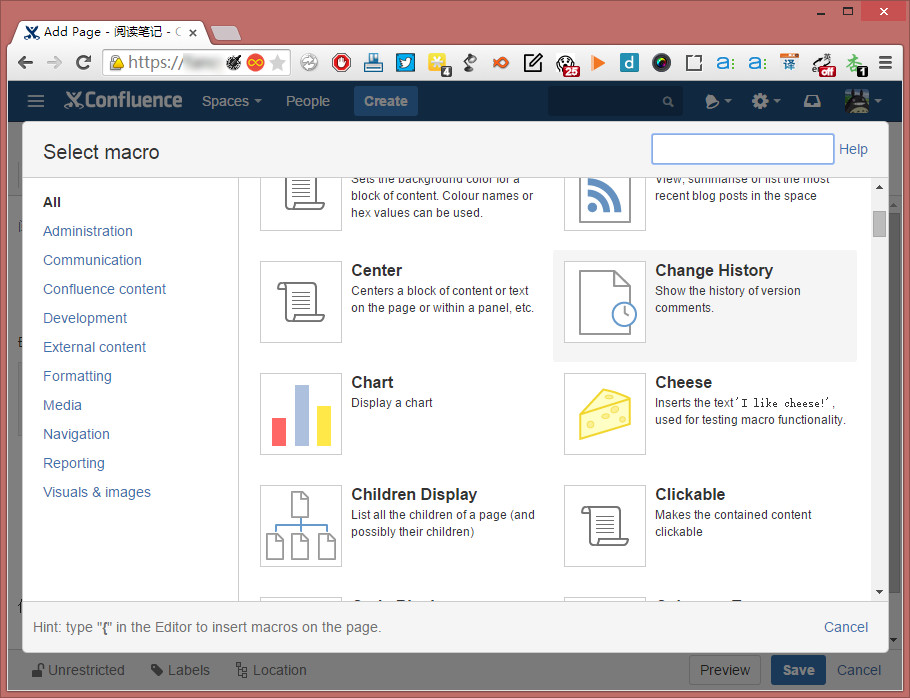 Add Page - 阅读笔记 - C
https://
4
25
d
a:
a:
译
off
1
Confluence
Spaces
People
Create
Select macro
Help
All
Administration
Communication
Confluence content
Development
External content
Formatting
Media
Navigation
Reporting
Visuals & images
Sets the background color for a
block of content. Colour names or
hex values can be used.
View, summarise or list the most
recent blog posts in the space
Center
Centers a block of content or text
on the page or within a panel, etc.
Change History
Show the history of version
comments.
Chart
Display a chart
Cheese
Inserts the text'I like cheese!',
used for testing macro functionality.
Children Display
List all the children of a page (and
possibly their children)
Clickable
Makes the contained content
clickable
Hint: type "{" in the Editor to insert macros on the page.
Cancel
Unrestricted
Labels
Location
Preview
Save
Cancel